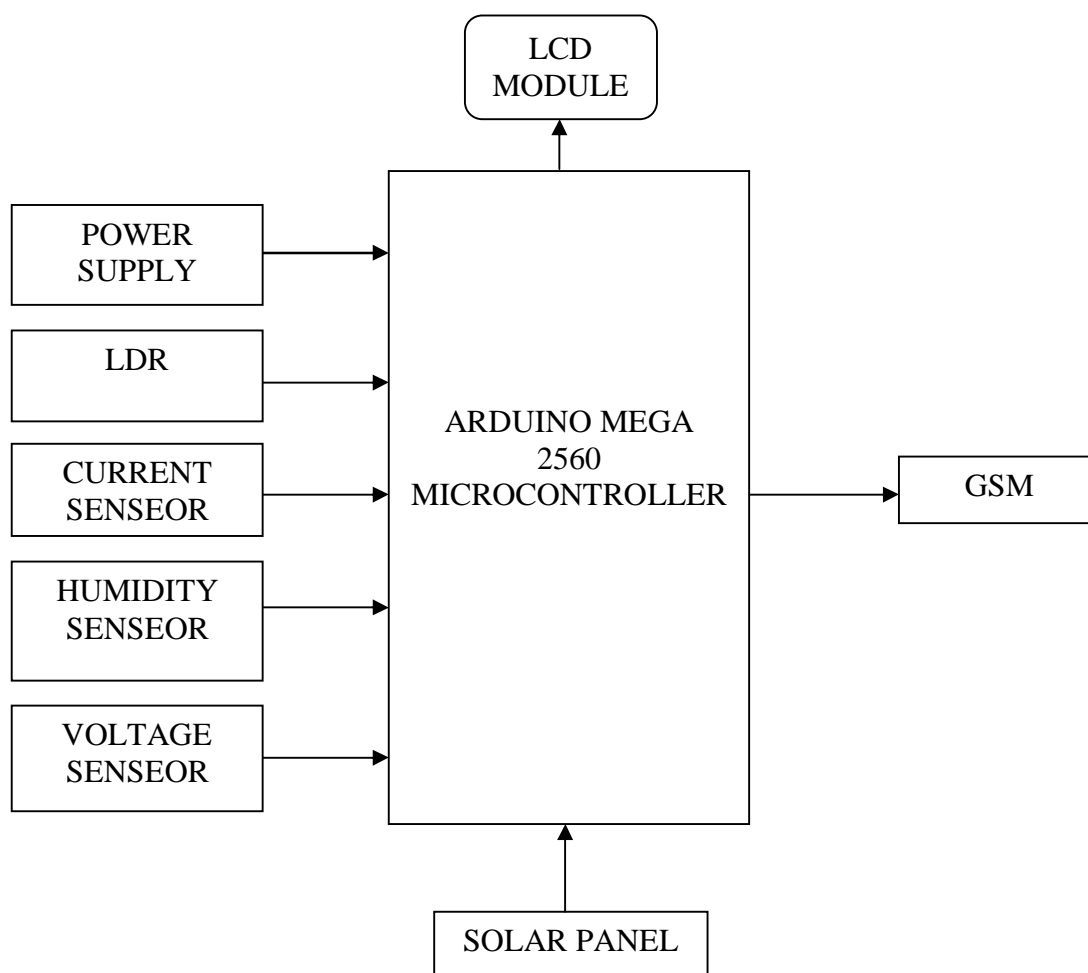 LCD
MODULE
POWER
SUPPLY
LDR
CURRENT
SENSEOR
HUMIDITY
SENSEOR
VOLTAGE
SENSEOR
ARDUINO MEGA
2560
MICROCONTROLLER
GSM
SOLAR PANEL